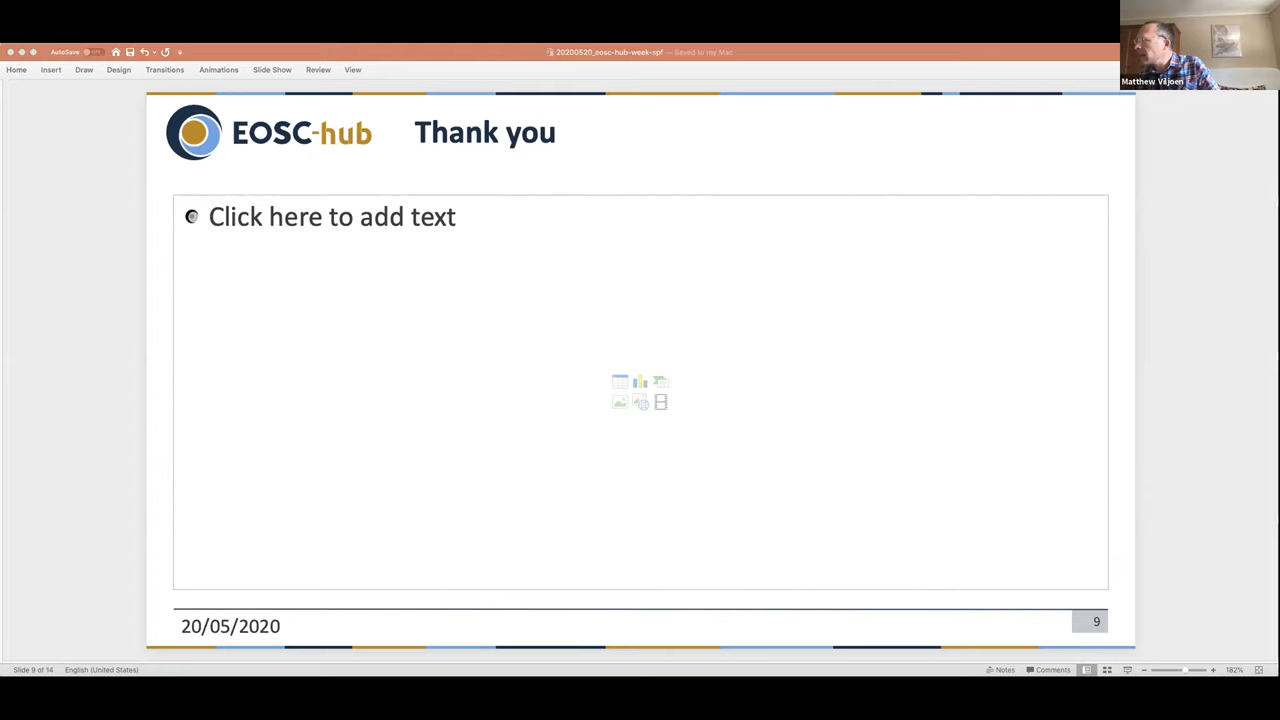 AutoSave OFF
20200520_eosc-hub-week-spf — Saved to my Mac
Home Insert Draw Design Transitions Animations Slide Show Review View
Matthew Viljoen
EOSC-hub Thank you
Click here to add text
20/05/2020 9
Slide 9 of 14 English (United States) Notes Comments 182%